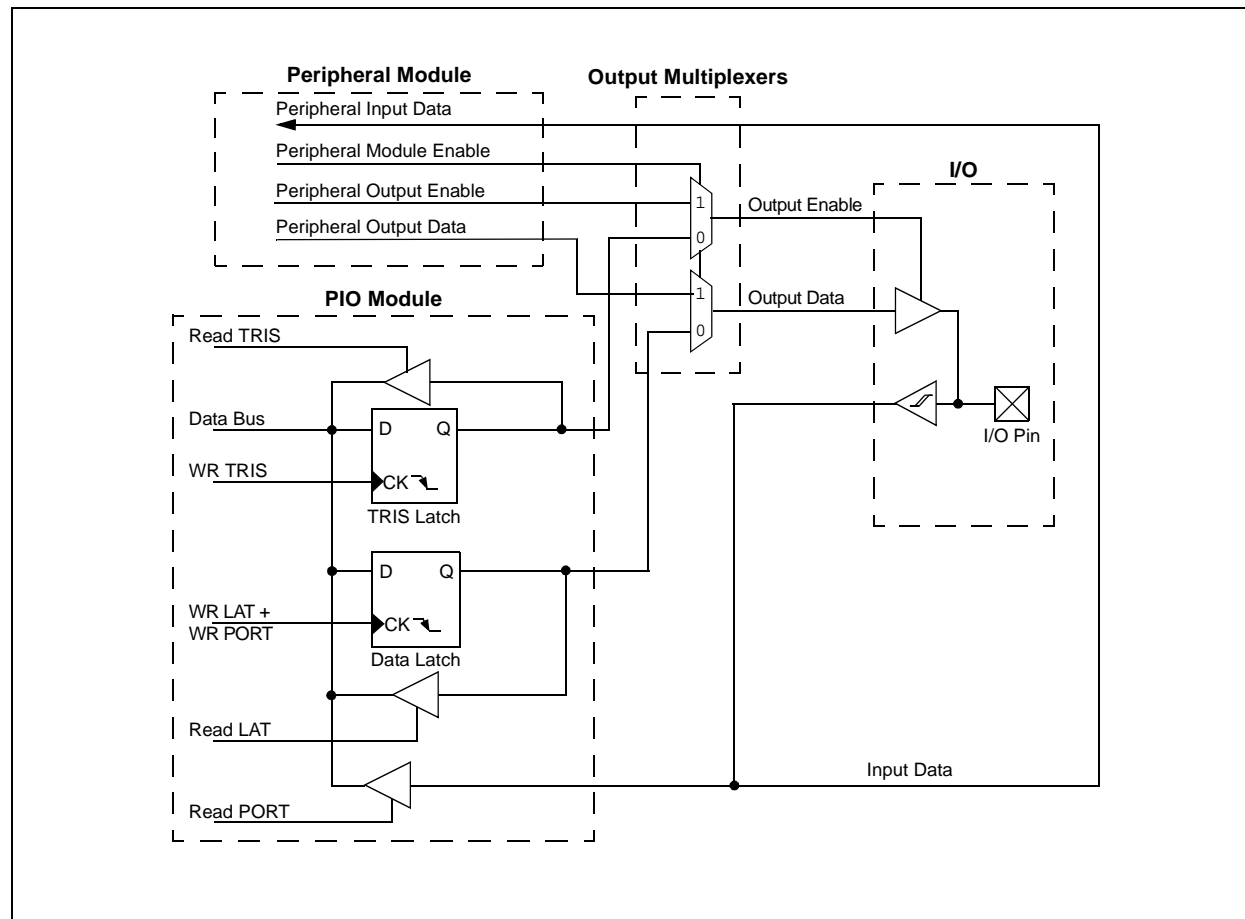 Peripheral Module
Output Multiplexers
Peripheral Input Data
Peripheral Module Enable
I/O
Peripheral Output Enable
1
Output Enable
Peripheral Output Data
0
PIO Module
1
Output Data
0
Read TRIS
Data Bus
D
Q
I/O Pin
WR TRIS
CK
TRIS Latch
D
Q
WR LAT +
WR PORT
CK
Data Latch
Read LAT
Input Data
Read PORT